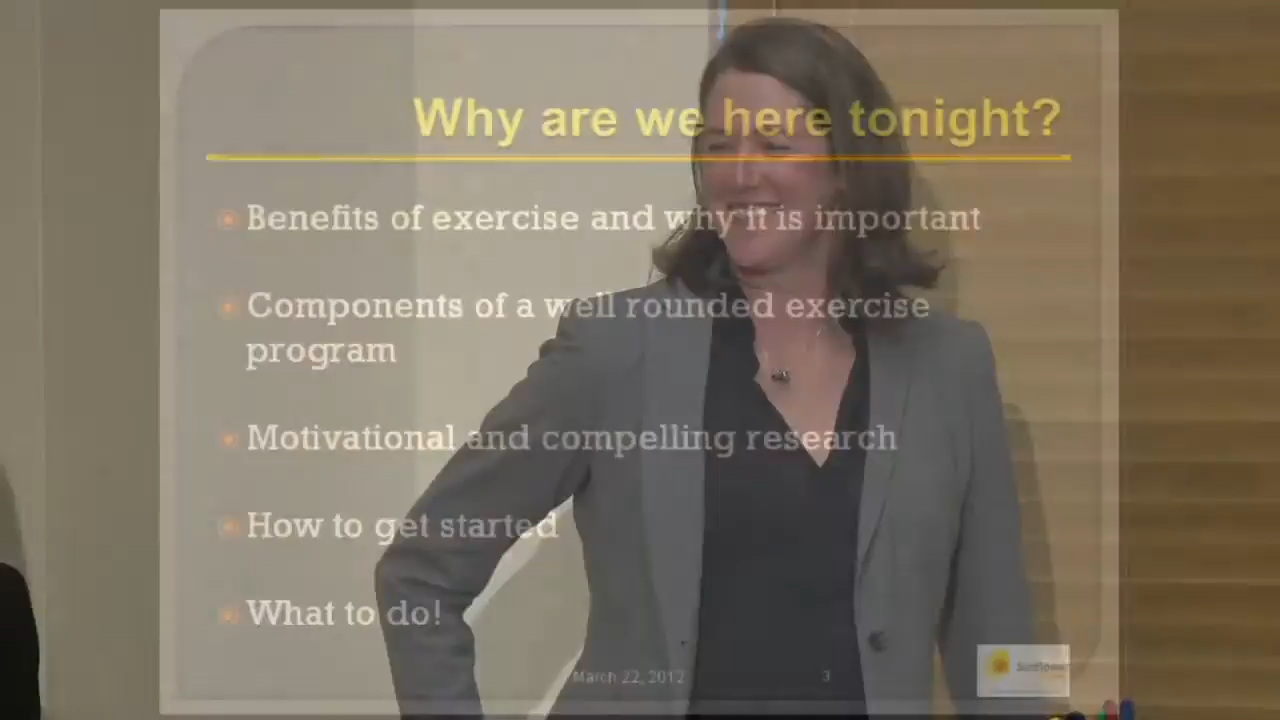 Why are we here tonight?
Benefits of exercise and why it is important
Components of a well rounded exercise
program
Motivational and compelling research
How to get started
What to do!
March 22, 2012
3